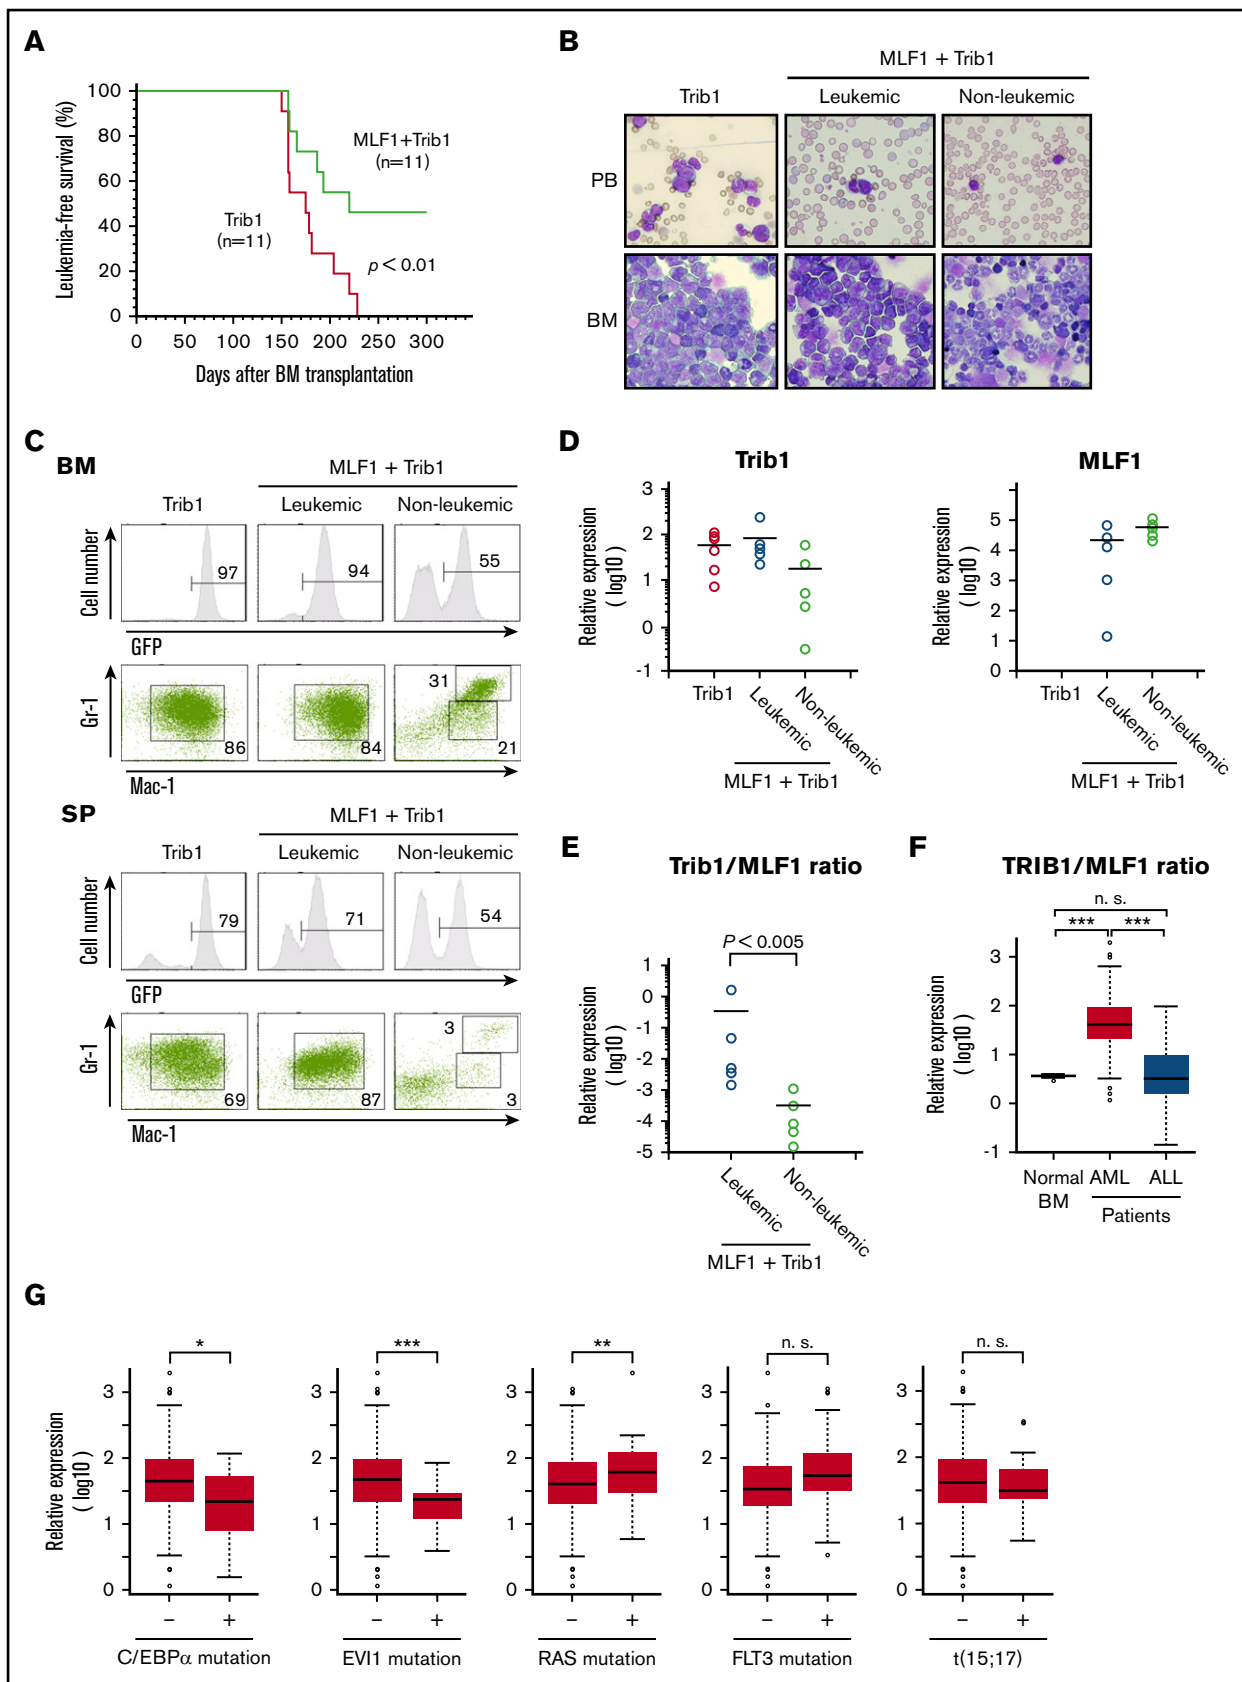 A
Leukemia-free survival (%)
100
80
60
40
20
0
MLF1+Trib1
(n=11)
Trib1
(n=11)
p < 0.01
0 50 100 150 200 250 300
Days after BM transplantation
B
MLF1 + Trib1
Trib1 Leukemic Non-leukemic
PB
BM
C
BM
MLF1 + Trib1
Trib1 Leukemic Non-leukemic
Cell number
97 94 55
GFP
Gr-1
86 84 31 21
Mac-1
SP
MLF1 + Trib1
Trib1 Leukemic Non-leukemic
Cell number
79 71 54
GFP
Gr-1
69 87 3 3
Mac-1
D
Trib1
Relative expression
( log10 )
3
2
1
0
-1
Trib1 Leukemic Non-leukemic
MLF1 + Trib1
MLF1
Relative expression
( log10 )
5
4
3
2
1
0
Trib1 Leukemic Non-leukemic
MLF1 + Trib1
E
Trib1/MLF1 ratio
P < 0.005
Relative expression
( log10 )
1
0
-1
-2
-3
-4
-5
Leukemic Non-leukemic
MLF1 + Trib1
F
TRIB1/MLF1 ratio
n. s.
*** ***
Relative expression
( log10 )
3
2
1
0
-1
Normal BM AML ALL
Patients
G
Relative expression
( log10 )
*
3
2
1
0
− +
C/EBPα mutation
***
3
2
1
0
− +
EVI1 mutation
**
3
2
1
0
− +
RAS mutation
n. s.
3
2
1
0
− +
FLT3 mutation
n. s.
3
2
1
0
− +
t(15;17)